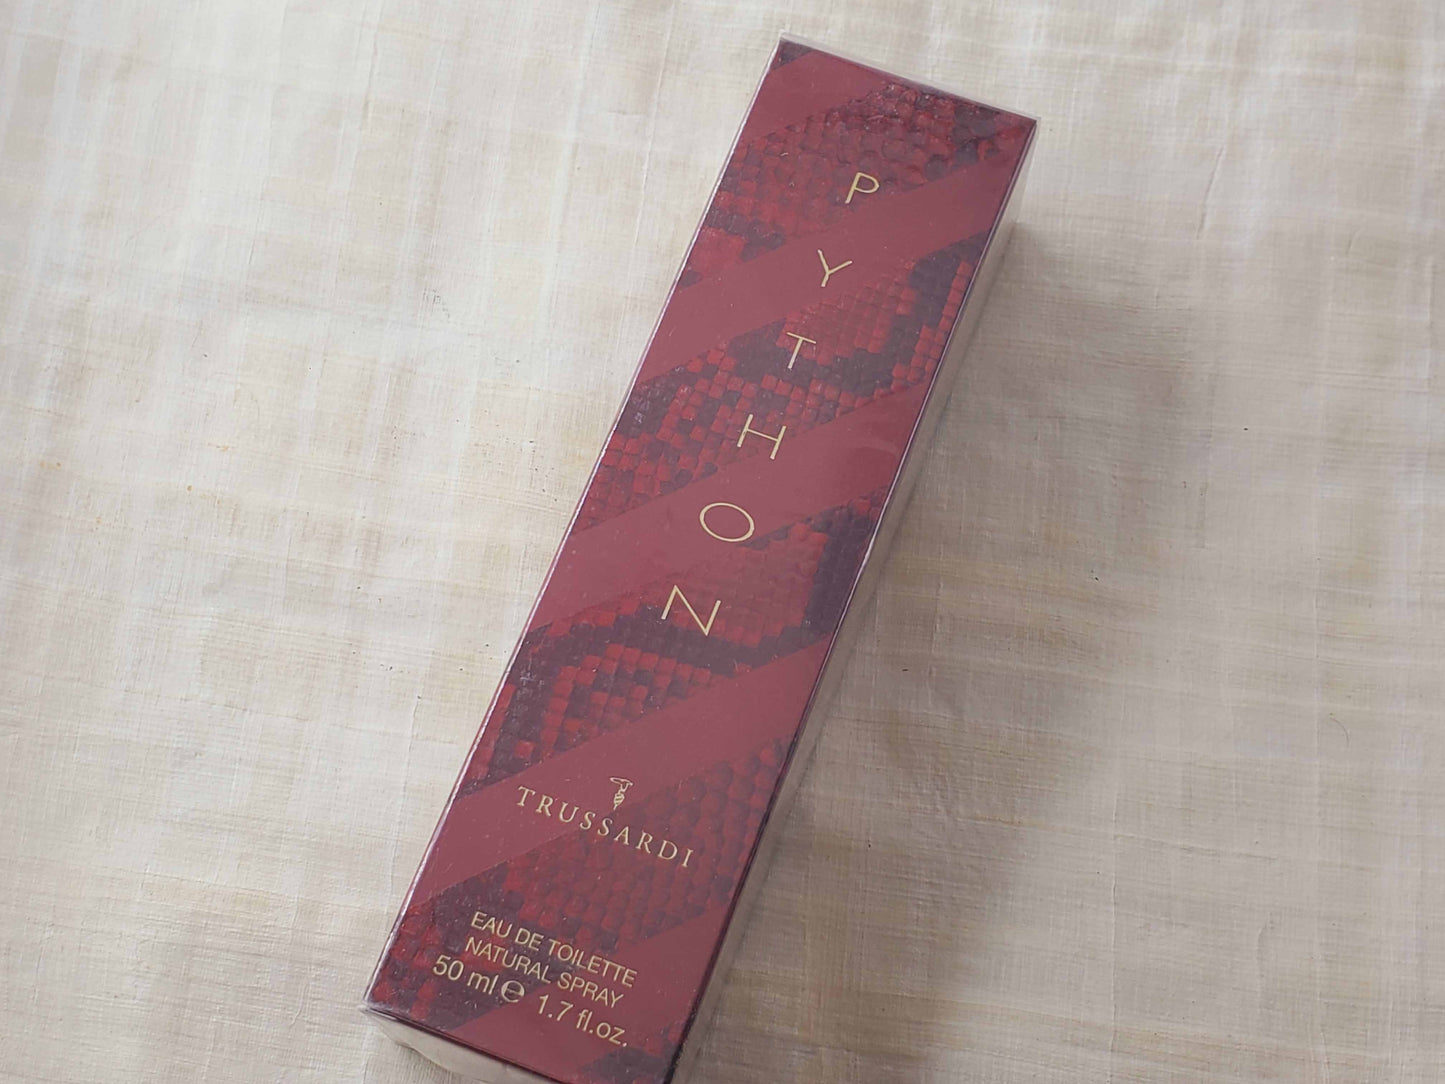 PYTHON
TRUSSARDI
EAU DE TOILETTE
NATURAL SPRAY
50 ml ℮ 1.7 fl.oz.